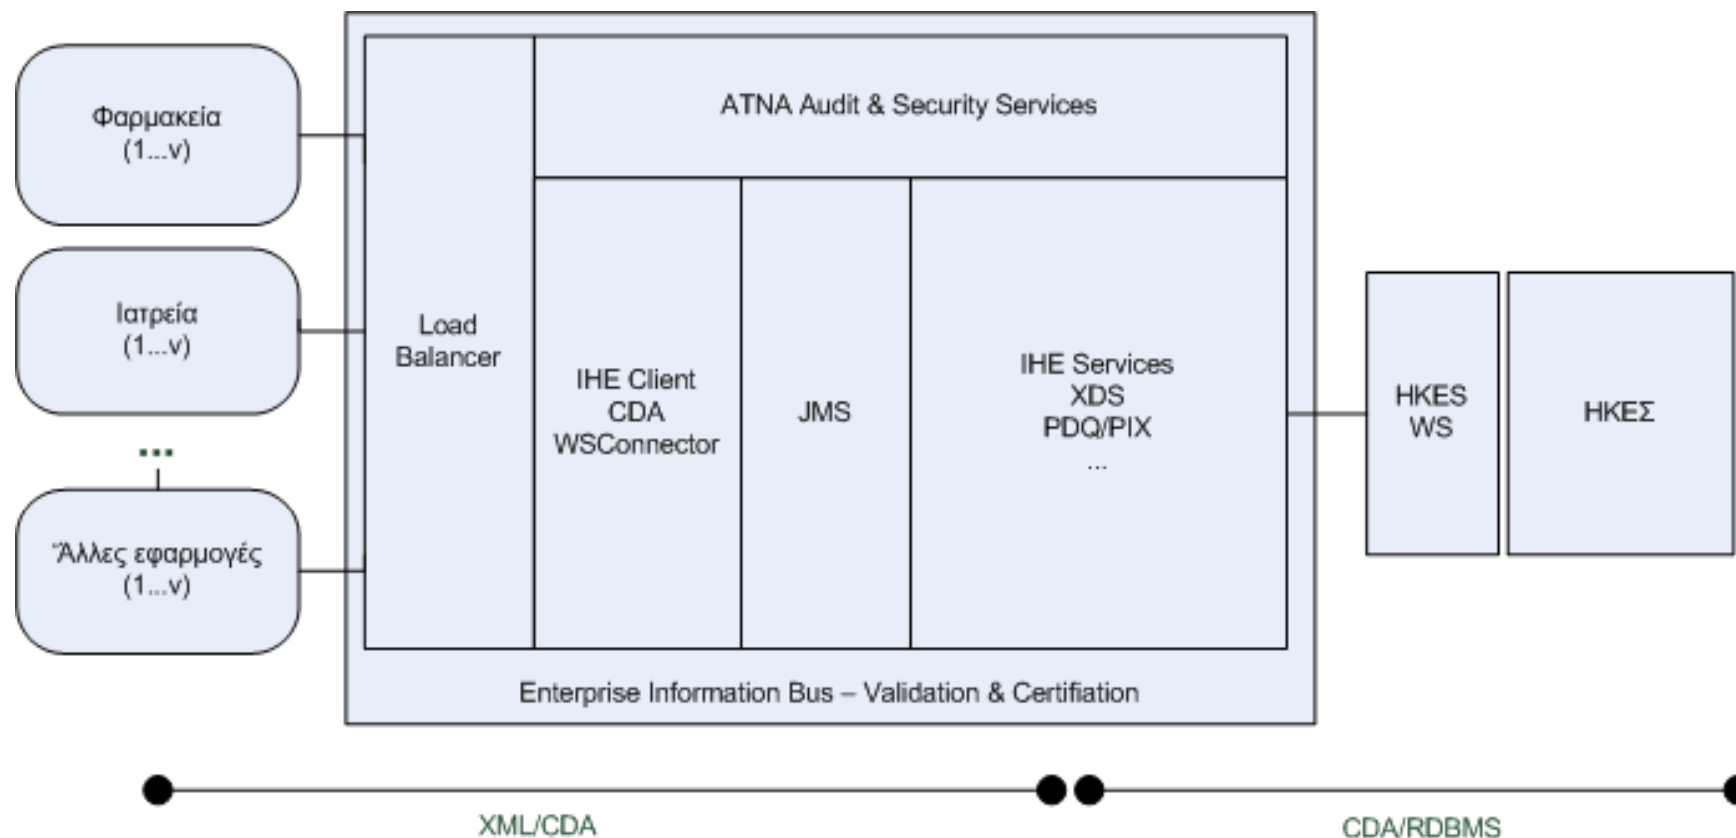 Φαρμακεία
(1...ν)
ATNA Audit & Security Services
Ιατρεία
(1...ν)
...
Άλλες εφαρμογές
(1...ν)
Load
Balancer
IHE Client
CDA
WSConnector
JMS
IHE Services
XDS
PDQ/PIX
...
HKES
WS
ΗΚΕΣ
Enterprise Information Bus – Validation & Certifiation
XML/CDA
CDA/RDBMS